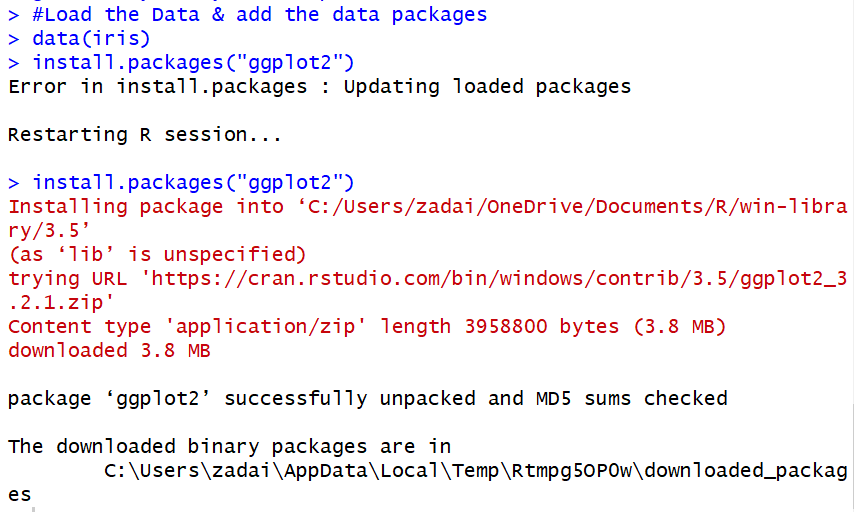 > #Load the Data & add the data packages
> data(iris)
> install.packages("ggplot2")
Error in install.packages : Updating loaded packages
Restarting R session...
> install.packages("ggplot2")
Installing package into ‘C:/Users/zadai/OneDrive/Documents/R/win-libra
ry/3.5’
(as ‘lib’ is unspecified)
trying URL 'https://cran.rstudio.com/bin/windows/contrib/3.5/ggplot2_3
.2.1.zip'
Content type 'application/zip' length 3958800 bytes (3.8 MB)
downloaded 3.8 MB
package ‘ggplot2’ successfully unpacked and MD5 sums checked
The downloaded binary packages are in
C:\Users\zadai\AppData\Local\Temp\Rtmpg5OP0w\downloaded_packag
es